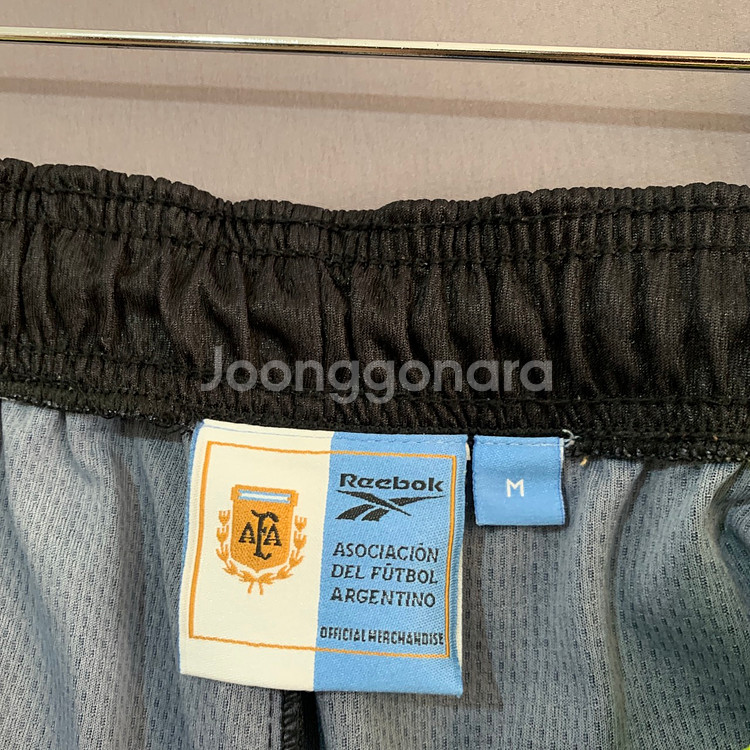 Joonggonara
AFA
Reebok
ASOCIACIÓN
DEL FÚTBOL
ARGENTINO
OFFICIAL MERCHANDISE
M